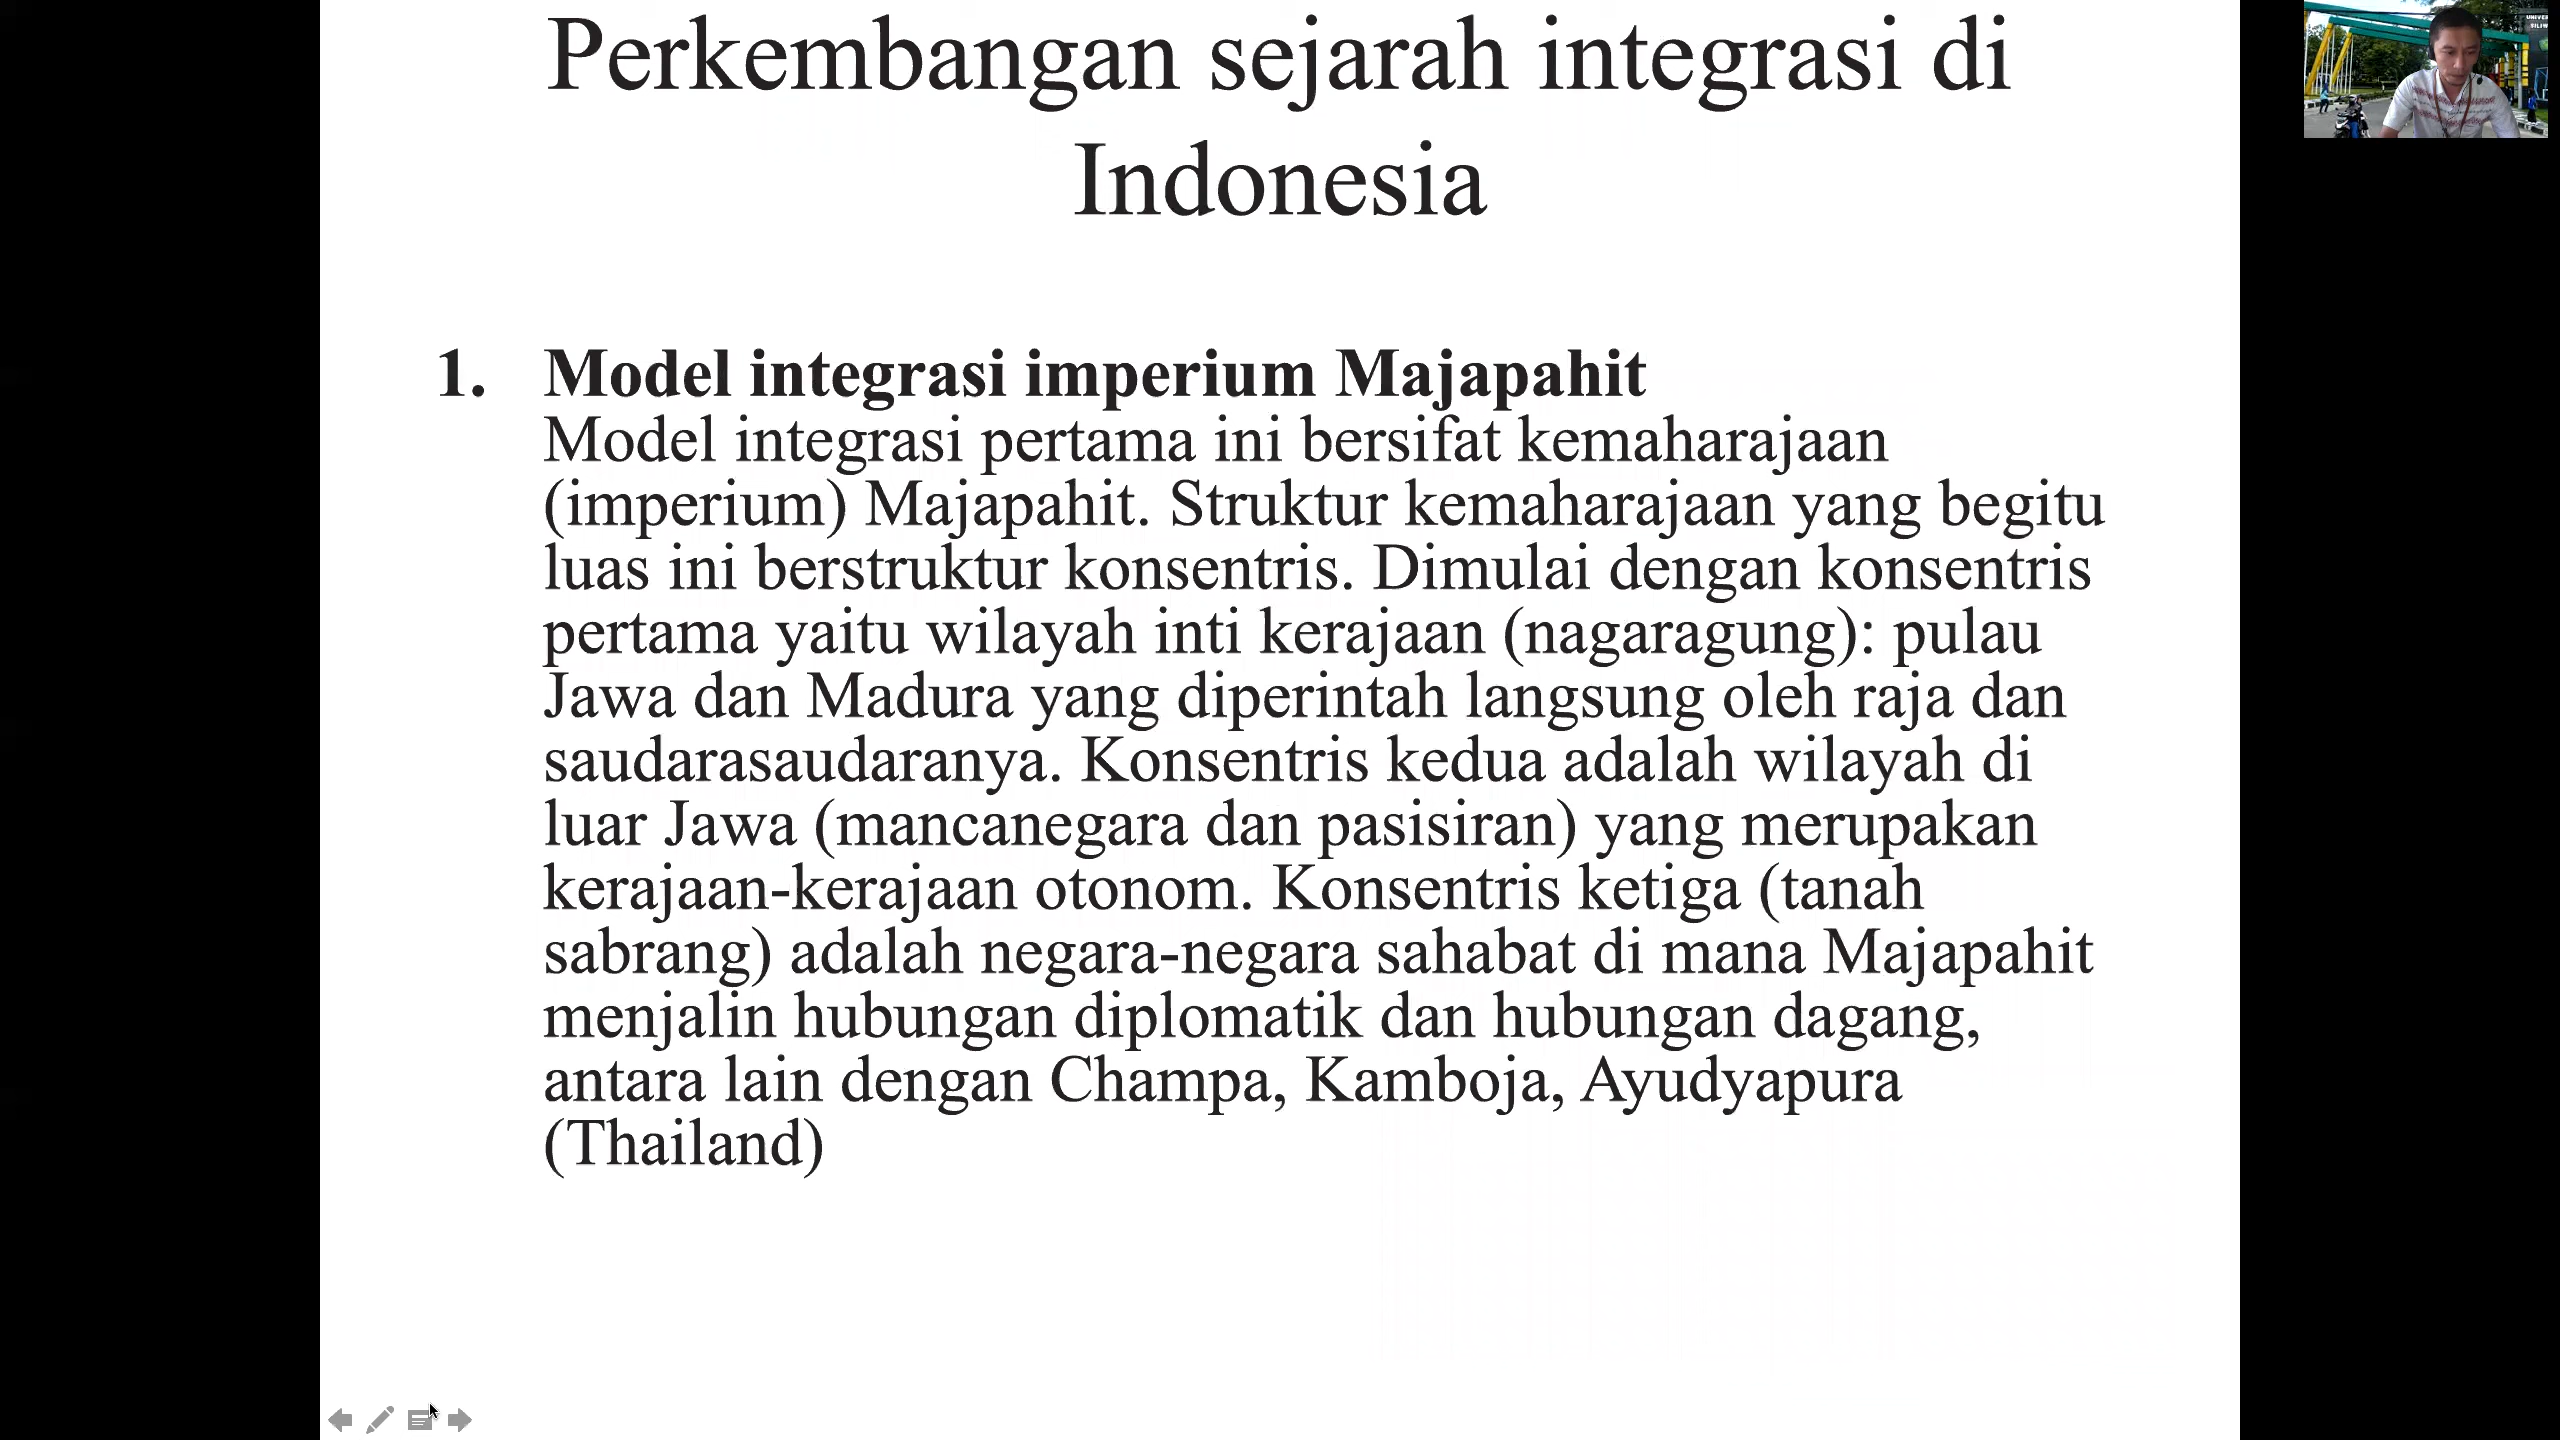 Perkembangan sejarah integrasi di
Indonesia
1. Model integrasi imperium Majapahit
Model integrasi pertama ini bersifat kemaharajaan
(imperium) Majapahit. Struktur kemaharajaan yang begitu
luas ini berstruktur konsentris. Dimulai dengan konsentris
pertama yaitu wilayah inti kerajaan (nagaragung): pulau
Jawa dan Madura yang diperintah langsung oleh raja dan
saudarasaudaranya. Konsentris kedua adalah wilayah di
luar Jawa (mancanegara dan pasisiran) yang merupakan
kerajaan-kerajaan otonom. Konsentris ketiga (tanah
sabrang) adalah negara-negara sahabat di mana Majapahit
menjalin hubungan diplomatik dan hubungan dagang,
antara lain dengan Champa, Kamboja, Ayudyapura
(Thailand)